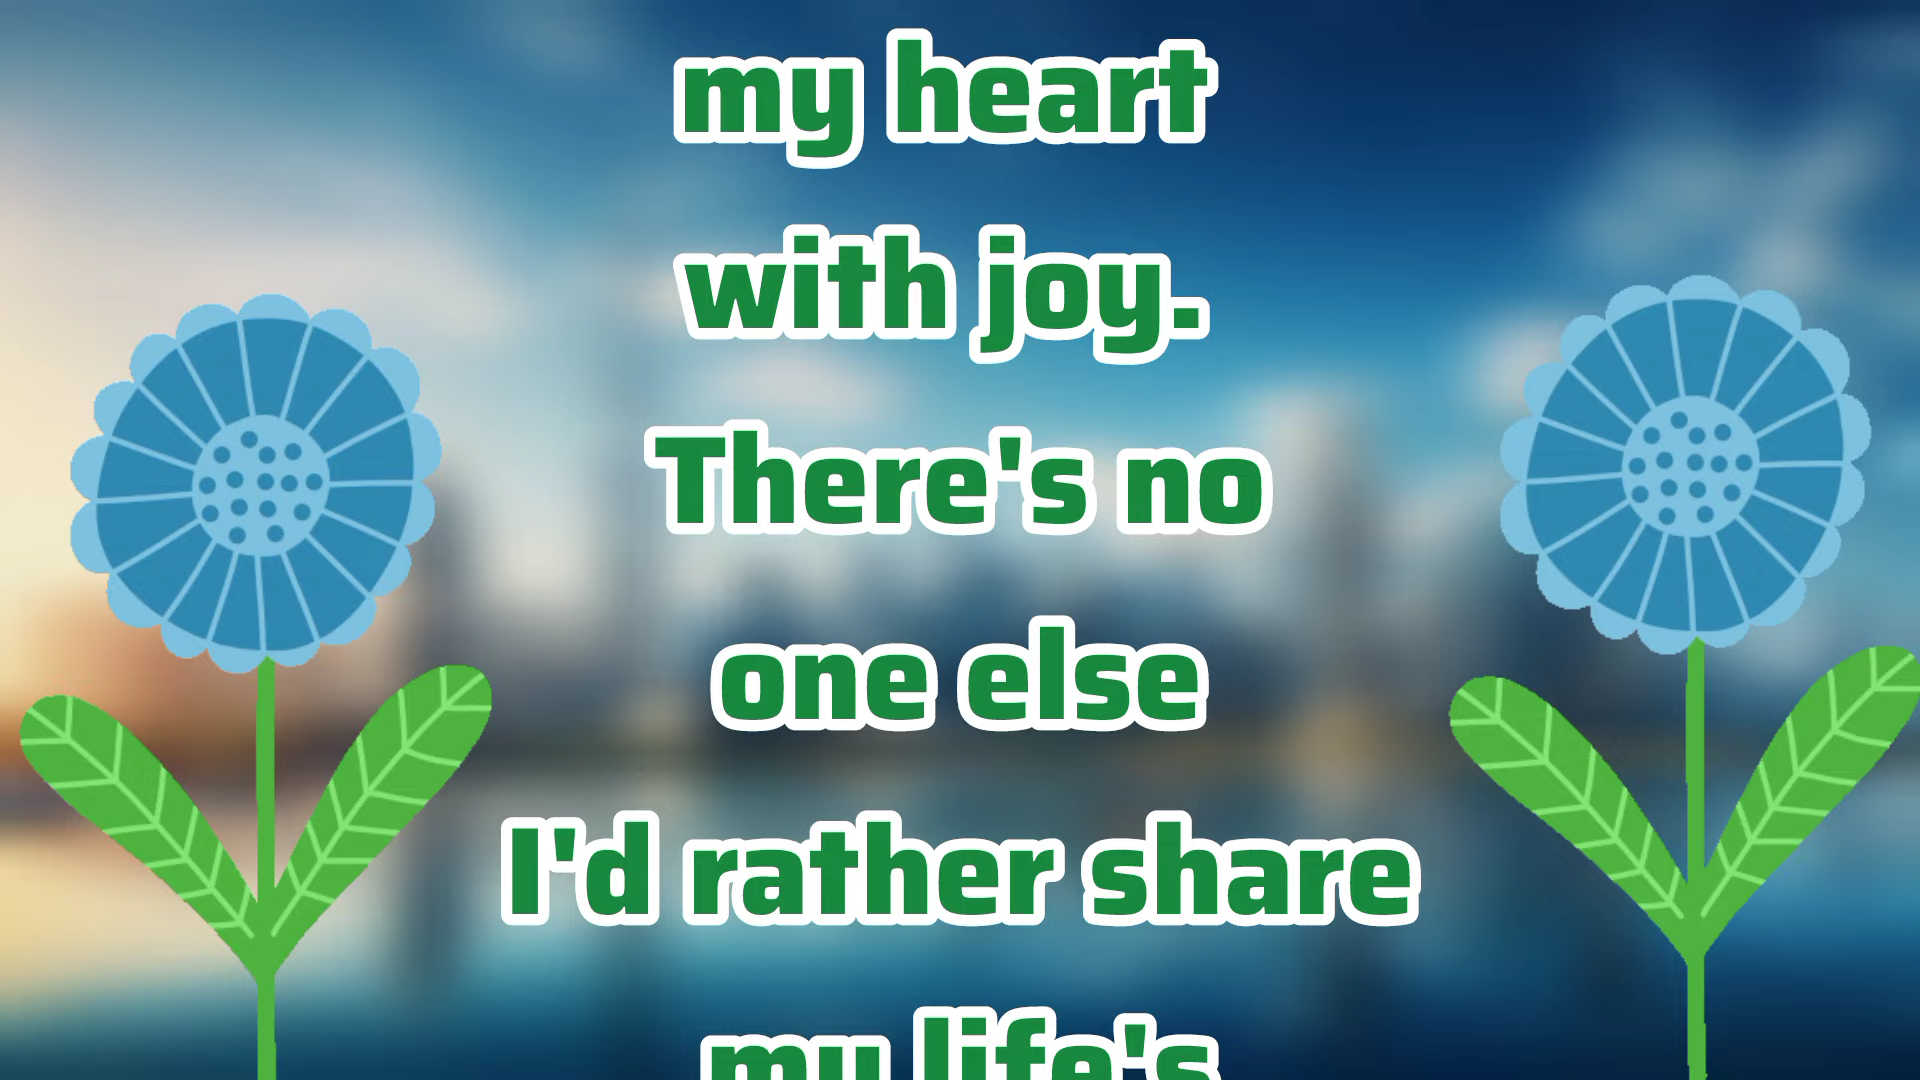 my heart
with joy.
There's no
one else
I'd rather share
my life's